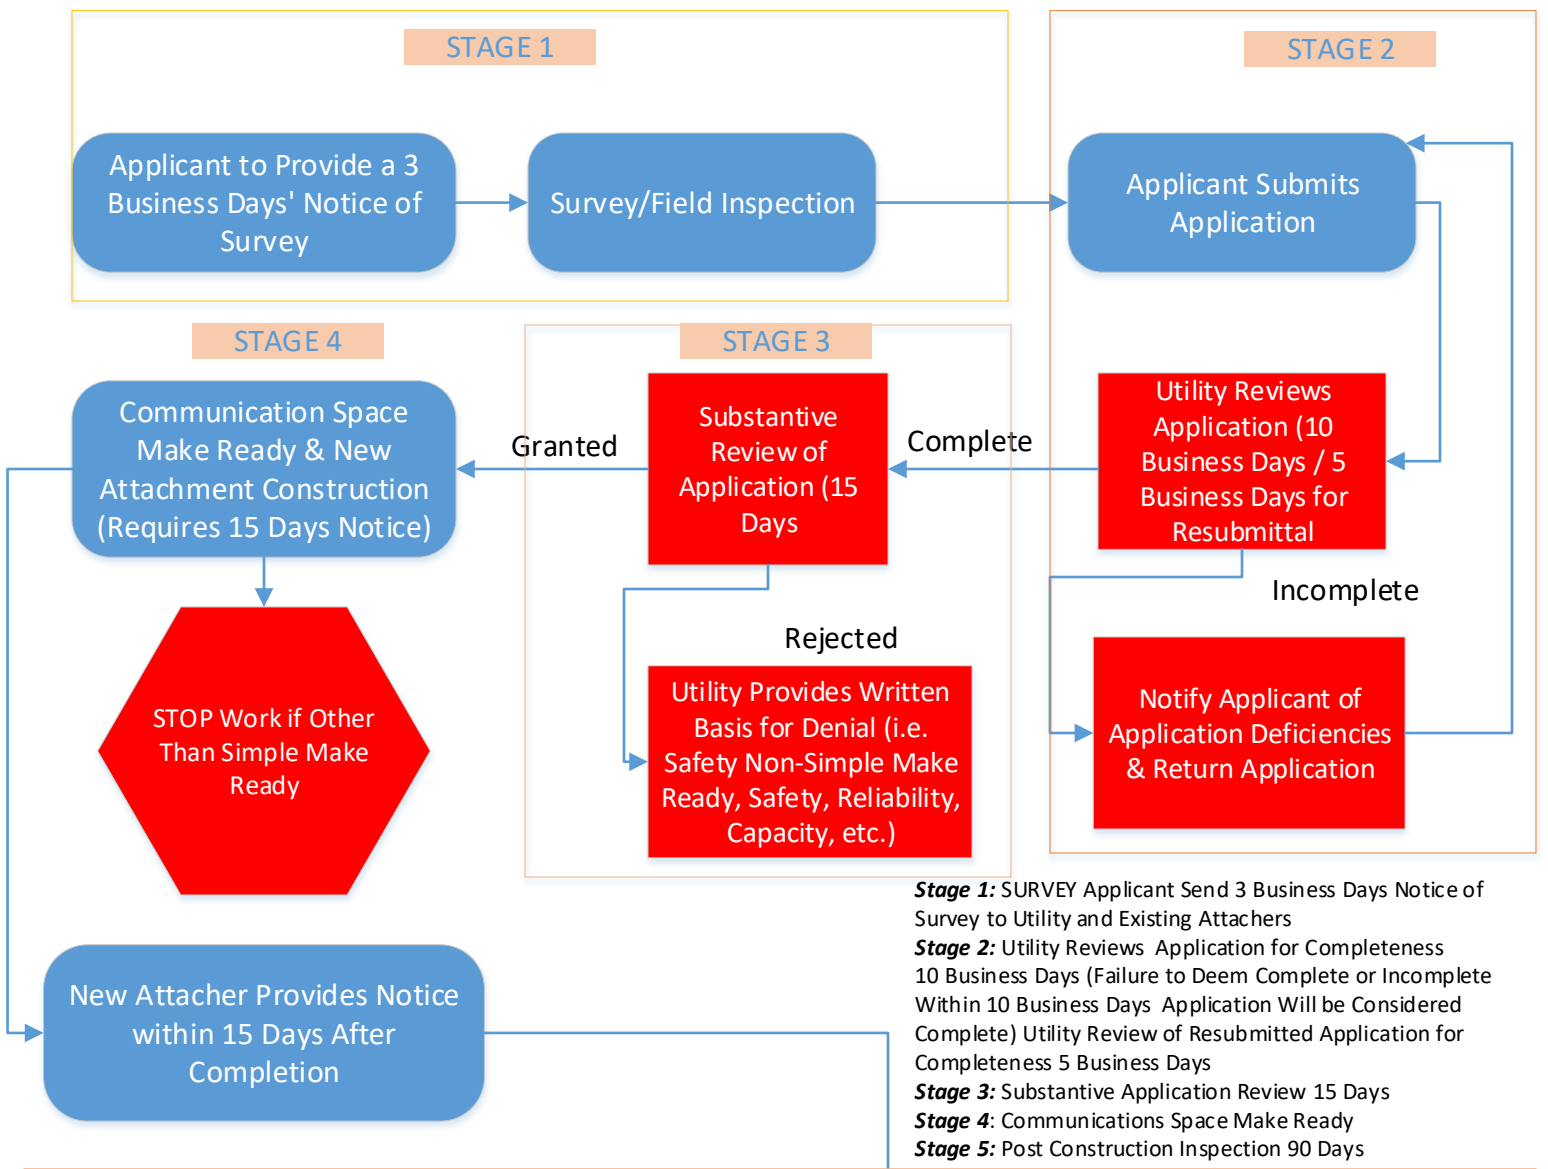 STAGE 1
STAGE 2
Applicant to Provide a 3
Business Days' Notice of
Survey
Survey/Field Inspection
Applicant Submits
Application
STAGE 4
STAGE 3
Communication Space
Make Ready & New
Attachment Construction
(Requires 15 Days Notice)
Granted
Substantive
Review of
Application (15
Days
Complete
Utility Reviews
Application (10
Business Days / 5
Business Days for
Resubmittal
Incomplete
Rejected
STOP Work if Other
Than Simple Make
Ready
Utility Provides Written
Basis for Denial (i.e.
Safety Non-Simple Make
Ready, Safety, Reliability,
Capacity, etc.)
Notify Applicant of
Application Deficiencies
& Return Application
New Attacher Provides Notice
within 15 Days After
Completion
Stage 1: SURVEY Applicant Send 3 Business Days Notice of
Survey to Utility and Existing Attachers
Stage 2: Utility Reviews Application for Completeness
10 Business Days (Failure to Deem Complete or Incomplete
Within 10 Business Days Application Will be Considered
Complete) Utility Review of Resubmitted Application for
Completeness 5 Business Days
Stage 3: Substantive Application Review 15 Days
Stage 4: Communications Space Make Ready
Stage 5: Post Construction Inspection 90 Days